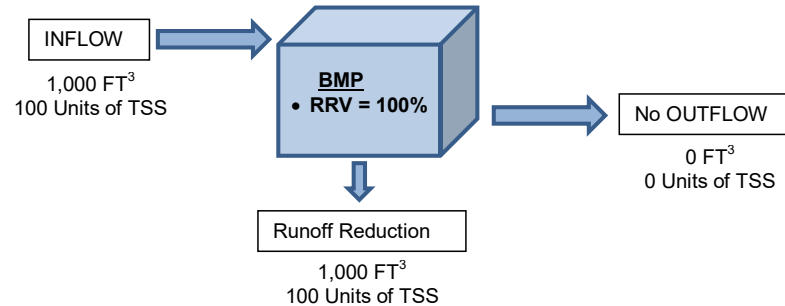 INFLOW
1,000 FT³
100 Units of TSS
BMP
• RRV = 100%
No OUTFLOW
0 FT³
0 Units of TSS
Runoff Reduction
1,000 FT³
100 Units of TSS